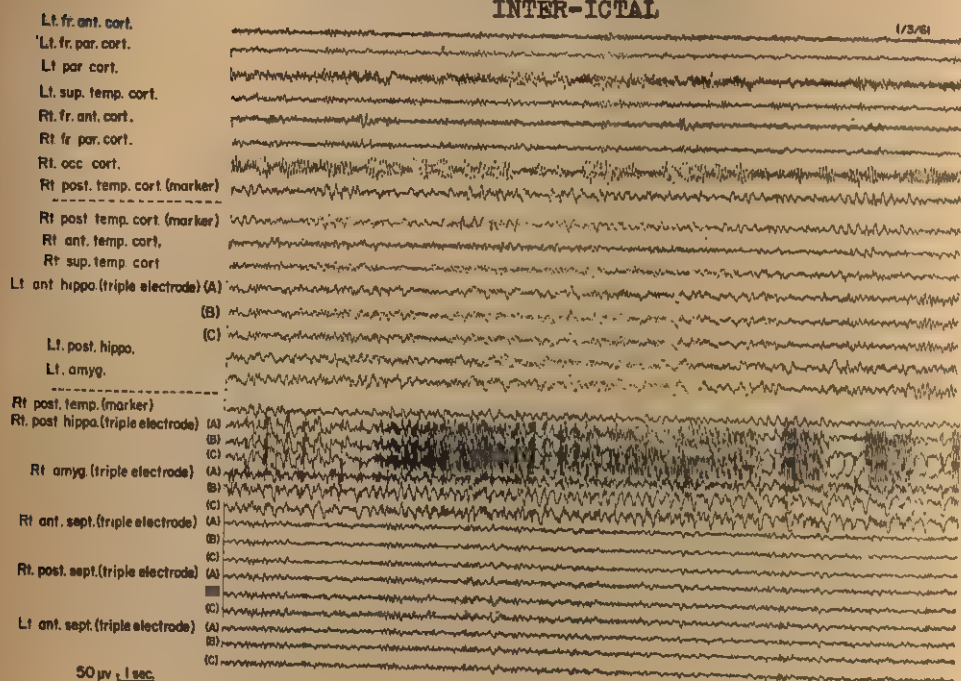 INTER-ICTAL
1/3/61
Lt. fr. ant. cort.
Lt. fr. par. cort.
Lt par cort.
Lt. sup. temp. cort.
Rt. fr. ant. cort.
Rt fr par. cort.
Rt. occ cort.
Rt post. temp. cort. (marker)
Rt post temp. cort. (marker)
Rt ant. temp. cort.
Rt sup. temp. cort
Lt ant hippo. (triple electrode) (A)
(B)
(C)
Lt. post. hippo.
Lt. amyg.
Rt post. temp. (marker)
Rt. post hippo. (triple electrode) (A)
(B)
(C)
Rt amyg. (triple electrode) (A)
(B)
(C)
Rt ant. sept. (triple electrode) (A)
(B)
(C)
Rt. post. sept. (triple electrode) (A)
(C)
Lt ant. sept. (triple electrode) (A)
(B)
(C)
50 µv 1 sec.